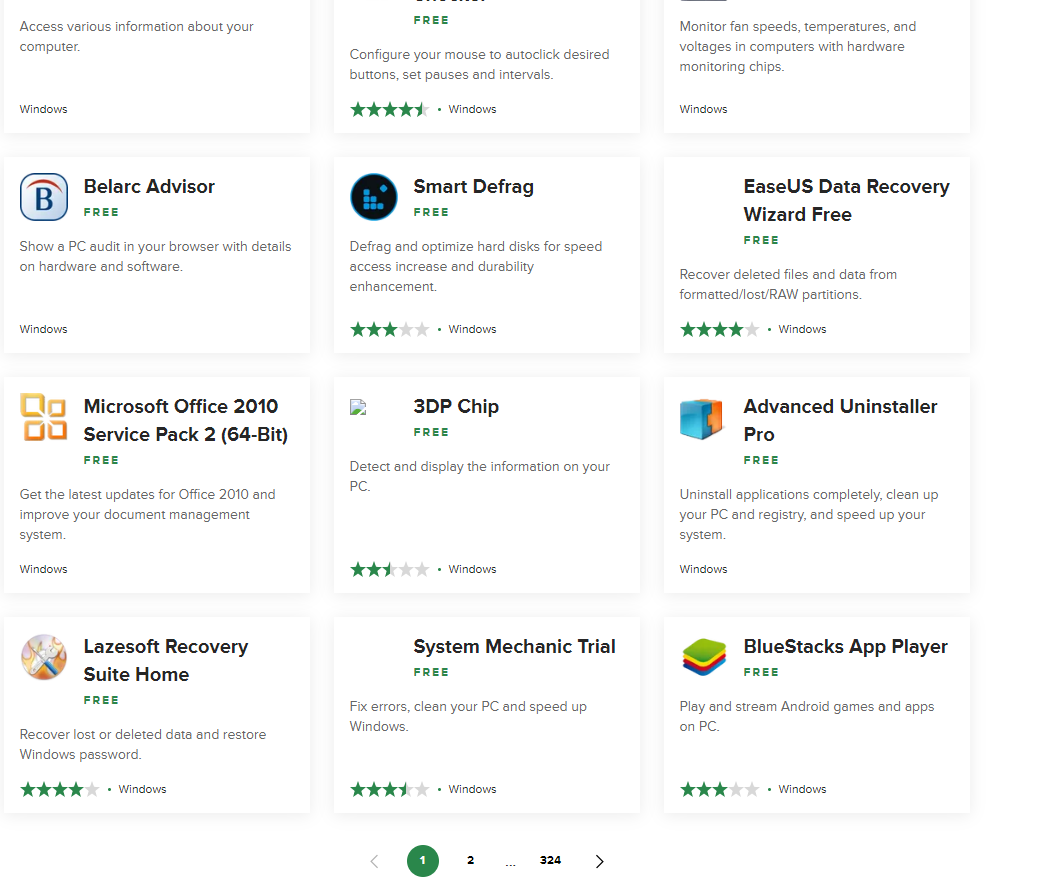 Access various information about your
computer.
Windows
FREE
Configure your mouse to autoclick desired
buttons, set pauses and intervals.
• Windows
Monitor fan speeds, temperatures, and
voltages in computers with hardware
monitoring chips.
Windows
B
Belarc Advisor
FREE
Show a PC audit in your browser with details
on hardware and software.
Windows
Smart Defrag
FREE
Defrag and optimize hard disks for speed
access increase and durability
enhancement.
• Windows
EaseUS Data Recovery
Wizard Free
FREE
Recover deleted files and data from
formatted/lost/RAW partitions.
• Windows
Microsoft Office 2010
Service Pack 2 (64-Bit)
FREE
Get the latest updates for Office 2010 and
improve your document management
system.
Windows
3DP Chip
FREE
Detect and display the information on your
PC.
• Windows
Advanced Uninstaller
Pro
FREE
Uninstall applications completely, clean up
your PC and registry, and speed up your
system.
Windows
Lazesoft Recovery
Suite Home
FREE
Recover lost or deleted data and restore
Windows password.
• Windows
System Mechanic Trial
FREE
Fix errors, clean your PC and speed up
Windows.
• Windows
BlueStacks App Player
FREE
Play and stream Android games and apps
on PC.
• Windows
1 2 ... 324